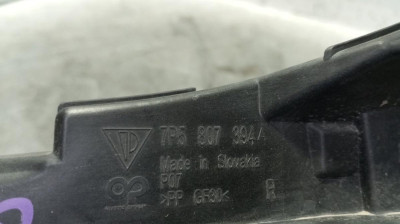 7P5 807 394 A
Made in Slovakia
P07
>PP GF30<
R